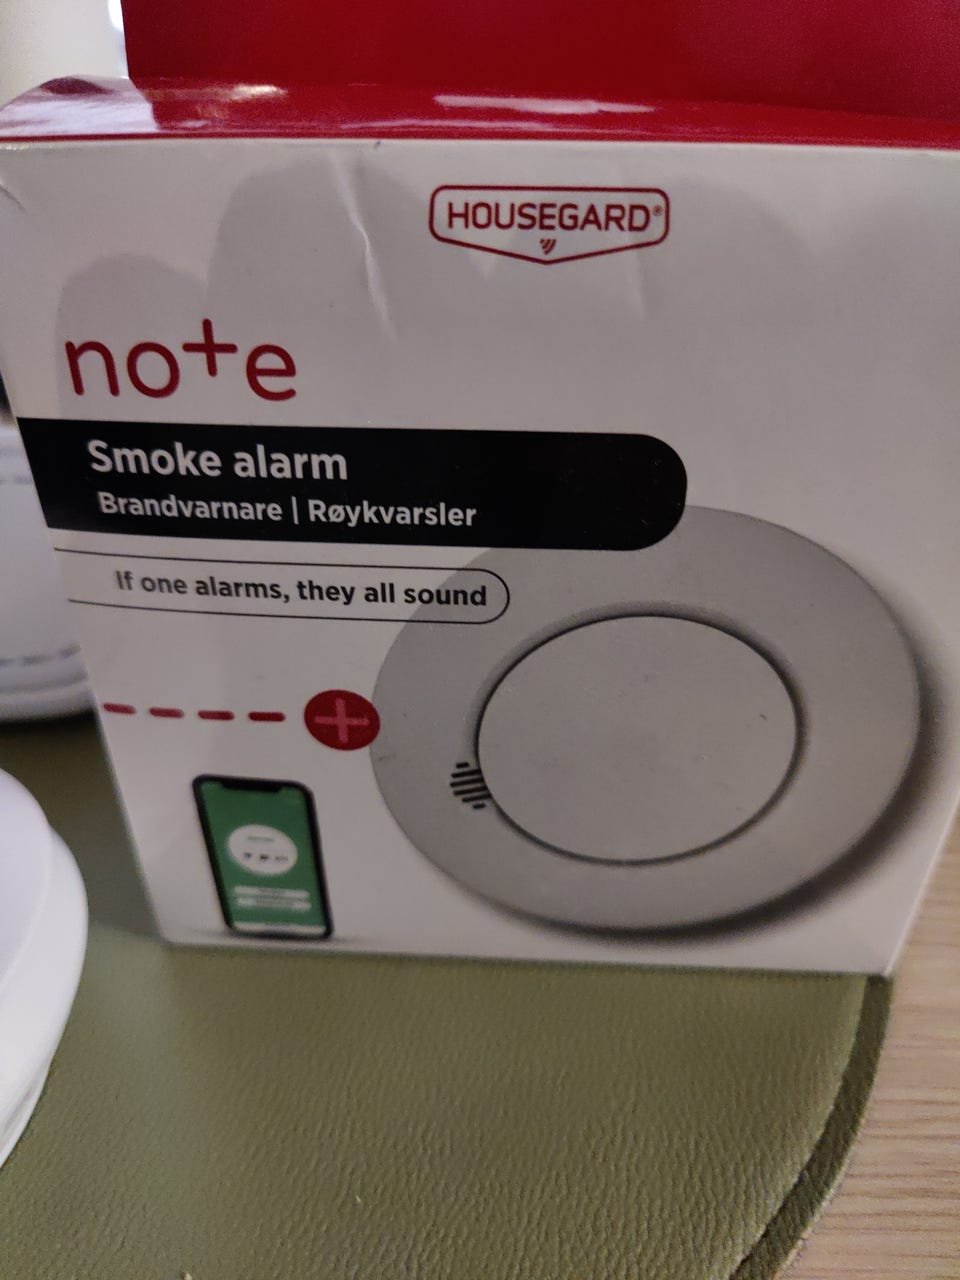 HOUSEGARD®
note
Smoke alarm
Brandvarnare | Røykvarsler
If one alarms, they all sound